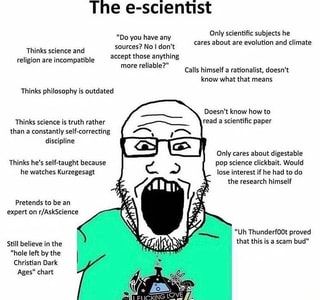 The e-scientist
"Do you have any
sources? No I don't
accept those anything
more reliable?"
Only scientific subjects he
cares about are evolution and climate
Thinks science and
religion are incompatible
Calls himself a rationalist, doesn't
know what that means
Thinks philosophy is outdated
Doesn't know how to
read a scientific paper
Thinks science is truth rather
than a constantly self-correcting
discipline
Only cares about digestable
pop science clickbait. Would
lose interest if he had to do
the research himself
Thinks he's self-taught because
he watches Kurzegesagt
Pretends to be an
expert on r/AskScience
"Uh Thunderf00t proved
that this is a scam bud"
Still believe in the
"hole left by the
Christian Dark
Ages" chart
I FUCKING LOVE